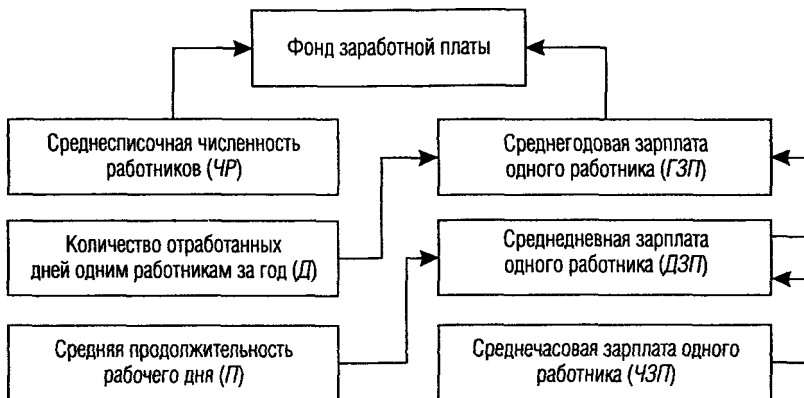 Фонд заработной платы
Среднесписочная численность
работников (ЧР)
Среднегодовая зарплата
одного работника (ГЗП)
Количество отработанных
дней одним работникам за год (Д)
Среднедневная зарплата
одного работника (ДЗП)
Средняя продолжительность
рабочего дня (П)
Среднечасовая зарплата одного
работника (ЧЗП)